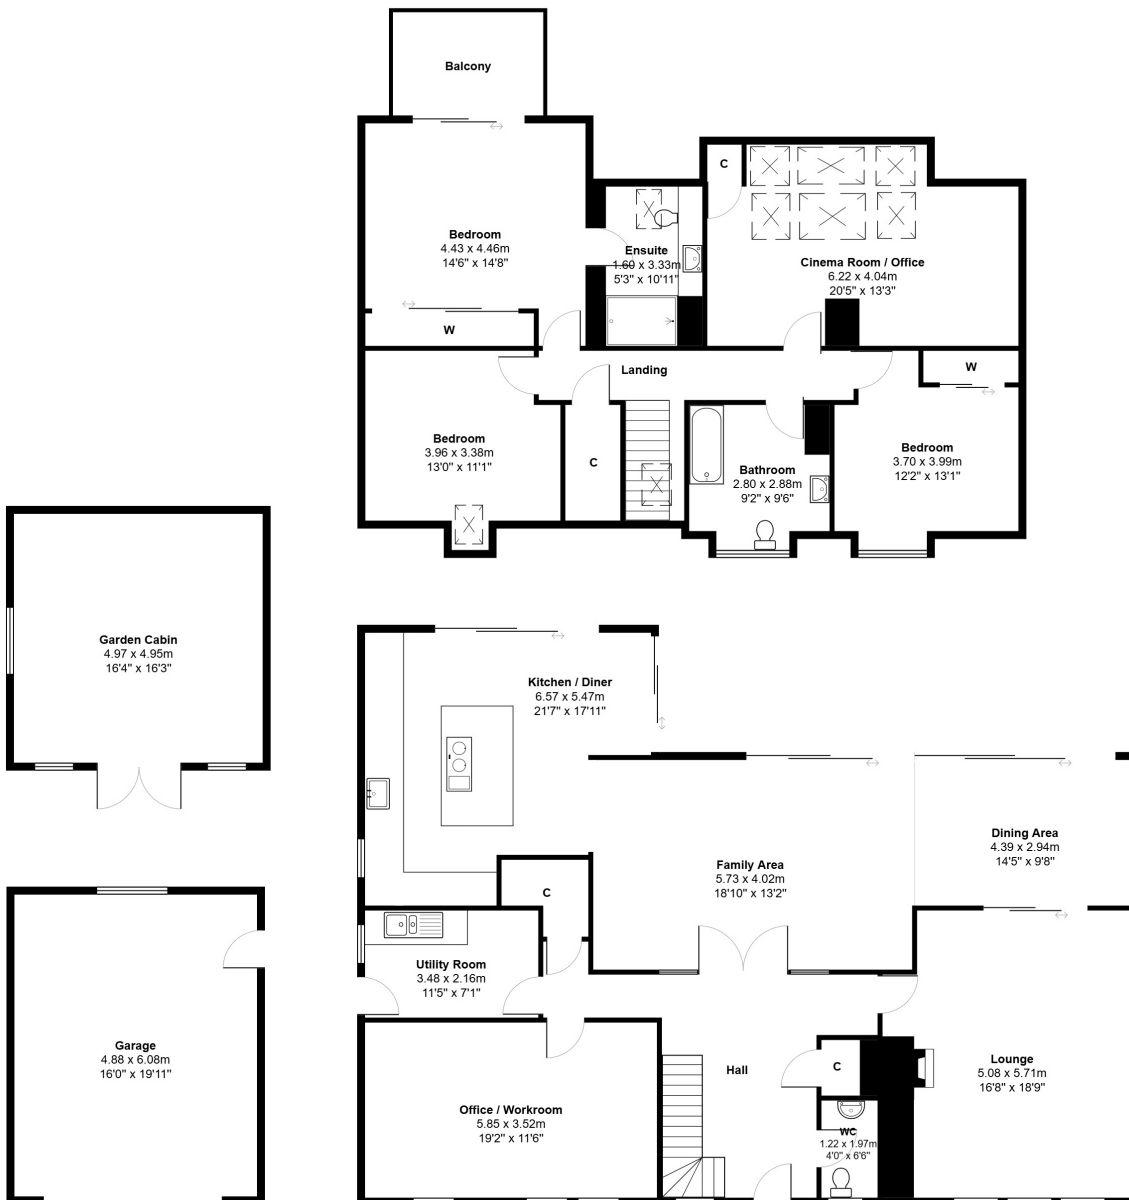 Balcony
Bedroom
4.43 x 4.46m
14'6" x 14'8"
W
C
Ensuite
1.60 x 3.33m
5'3" x 10'11"
Cinema Room / Office
6.22 x 4.04m
20'5" x 13'3"
Landing
W
Bedroom
3.96 x 3.38m
13'0" x 11'1"
C
Bathroom
2.80 x 2.88m
9'2" x 9'6"
Bedroom
3.70 x 3.99m
12'2" x 13'1"
Garden Cabin
4.97 x 4.95m
16'4" x 16'3"
Kitchen / Diner
6.57 x 5.47m
21'7" x 17'11"
Family Area
5.73 x 4.02m
18'10" x 13'2"
Dining Area
4.39 x 2.94m
14'5" x 9'8"
C
Utility Room
3.48 x 2.16m
11'5" x 7'1"
Garage
4.88 x 6.08m
16'0" x 19'11"
Hall
C
Lounge
5.08 x 5.71m
16'8" x 18'9"
Office / Workroom
5.85 x 3.52m
19'2" x 11'6"
WC
1.22 x 1.97m
4'0" x 6'6"